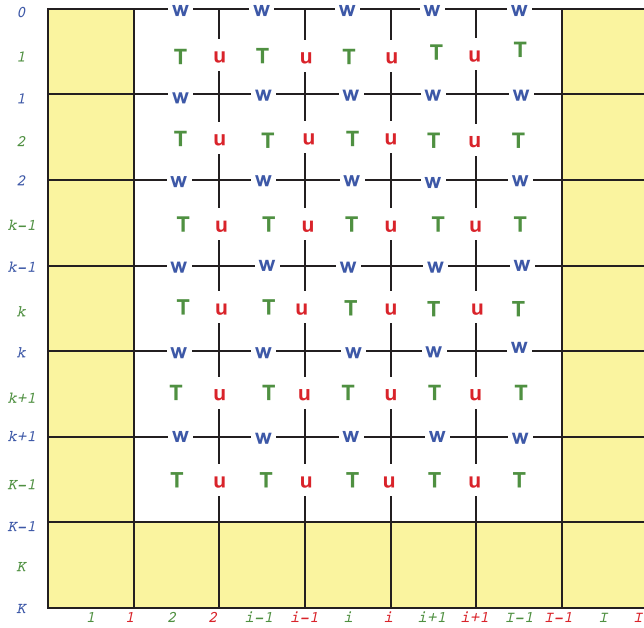 0 w w w w w
1 T u T u T u T u T
1 w w w w w
2 T u T u T u T u T
2 w w w w w
k-1 T u T u T u T u T
k-1 w w w w w
k T u T u T u T u T
k w w w w w
k+1 T u T u T u T u T
k+1 w w w w w
K-1 T u T u T u T u T
K-1
K
K
1 1 2 2 i-1 i-1 i i i+1 i+1 I-1 I-1 I I